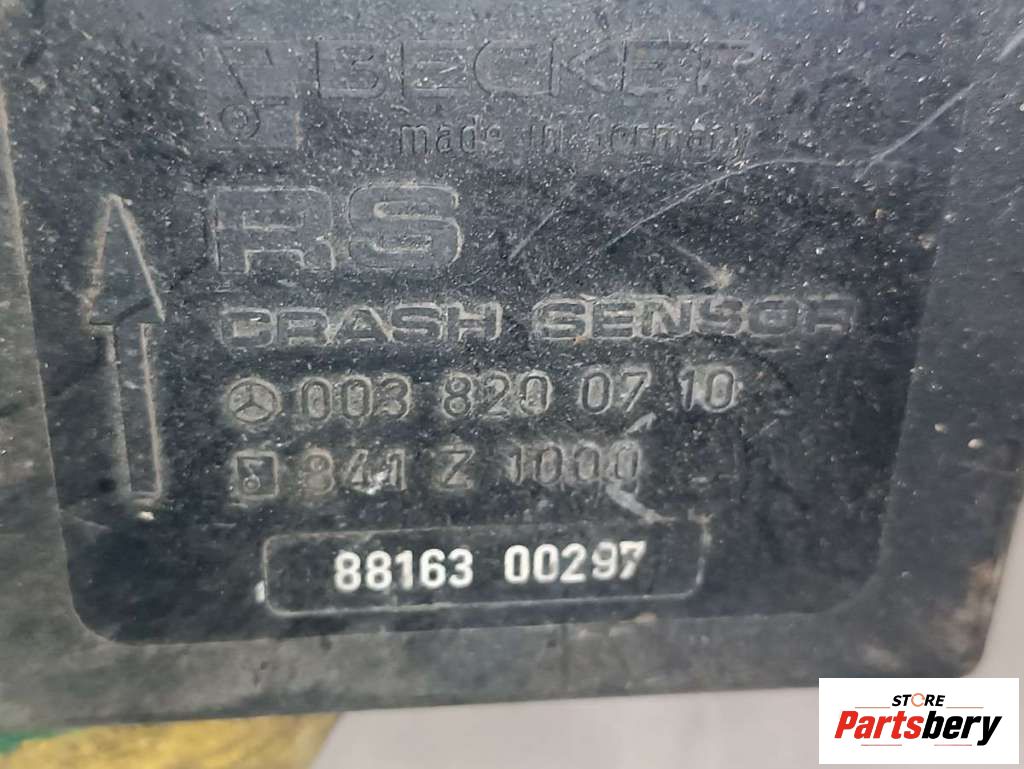 BECKER
made in Germany
RS
CRASH SENSOR
003 820 07 10
841 Z 1000
88163 00297
STORE
Partsbery